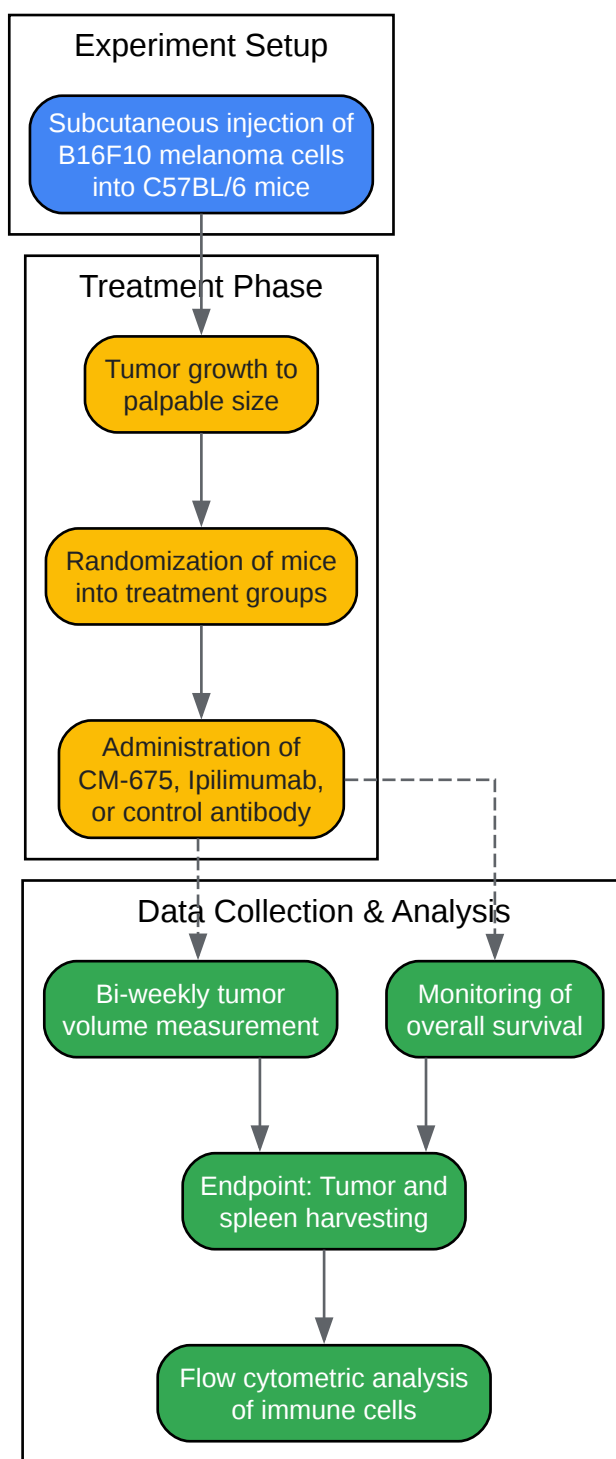 Experiment Setup
Subcutaneous injection of
B16F10 melanoma cells
into C57BL/6 mice
Treatment Phase
Tumor growth to
palpable size
Randomization of mice
into treatment groups
Administration of
CM-675, Ipilimumab,
or control antibody
Data Collection & Analysis
Bi-weekly tumor
volume measurement
Monitoring of
overall survival
Endpoint: Tumor and
spleen harvesting
Flow cytometric analysis
of immune cells